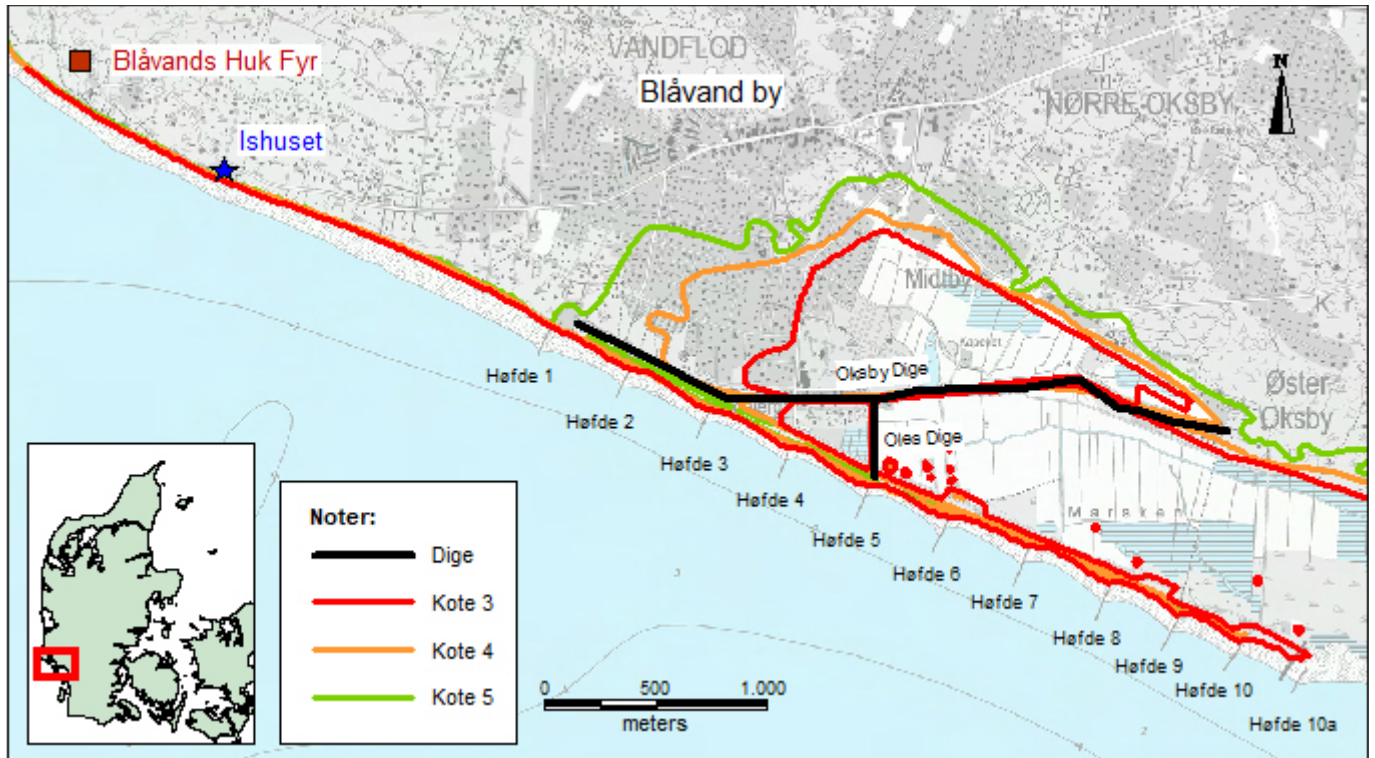 VANDFLOD
Blåvands Huk Fyr
Blåvand by
N
NØRRE-OKSBY
Ishuset
Midtby
K
Høfde 1
Oksby Dige
Øster-
Oksby
Høfde 2
Oles Dige
Høfde 3
Høfde 4
Marsken
Høfde 5
Høfde 6
Høfde 7
Høfde 8
Høfde 9
Høfde 10
Høfde 10a
Noter:
Dige
Kote 3
Kote 4
Kote 5
0 500 1.000
meters